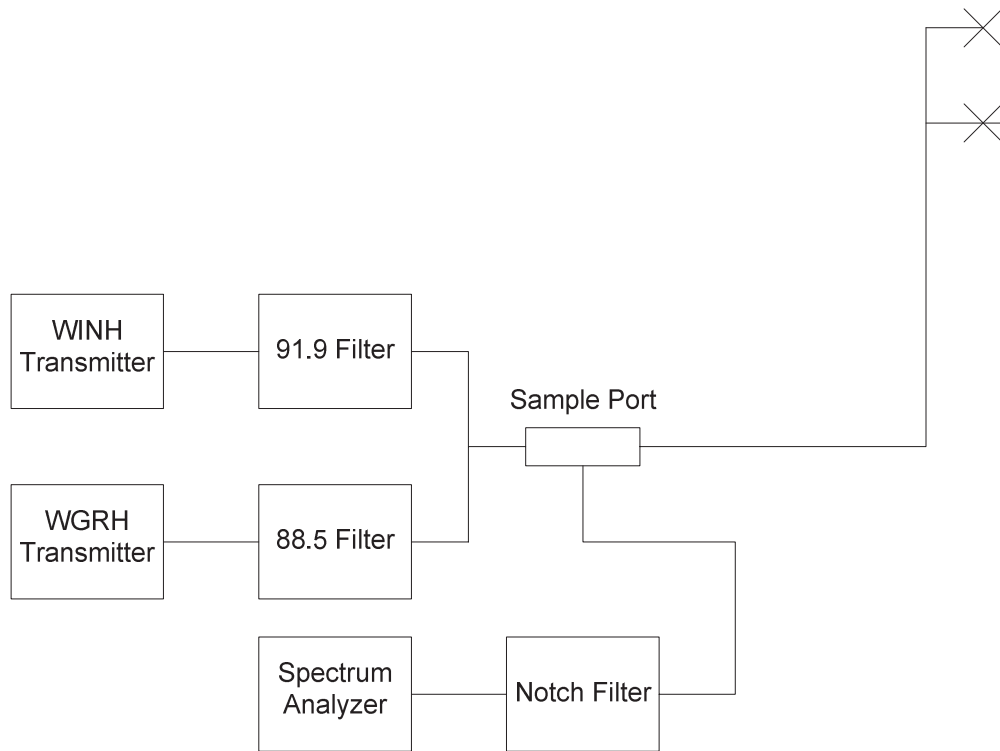 WINH
Transmitter
91.9 Filter
Sample Port
WGRH
Transmitter
88.5 Filter
Spectrum
Analyzer
Notch Filter